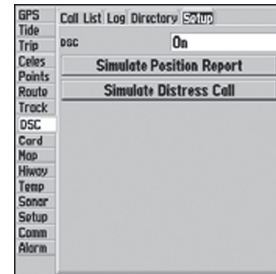 GPS
Tide
Trip
Celes
Points
Route
Track
DSC
Card
Map
Hiway
Temp
Sonar
Setup
Comm
Alarm
Call List Log Directory Setup
DSC On
Simulate Position Report
Simulate Distress Call